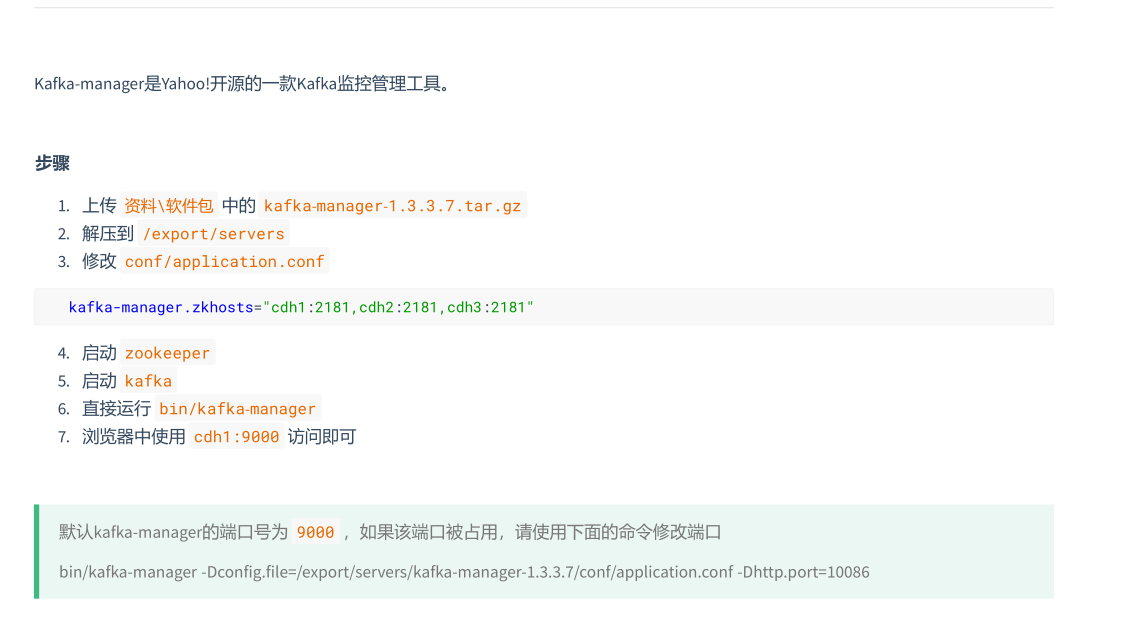 Kafka-manager是Yahoo!开源的一款Kafka监控管理工具。
步骤
1. 上传 资料\软件包 中的 kafka-manager-1.3.3.7.tar.gz
2. 解压到 /export/servers
3. 修改 conf/application.conf
kafka-manager.zkhosts="cdh1:2181,cdh2:2181,cdh3:2181"
4. 启动 zookeeper
5. 启动 kafka
6. 直接运行 bin/kafka-manager
7. 浏览器中使用 cdh1:9000 访问即可
默认kafka-manager的端口号为 9000 ，如果该端口被占用，请使用下面的命令修改端口
bin/kafka-manager -Dconfig.file=/export/servers/kafka-manager-1.3.3.7/conf/application.conf -Dhttp.port=10086